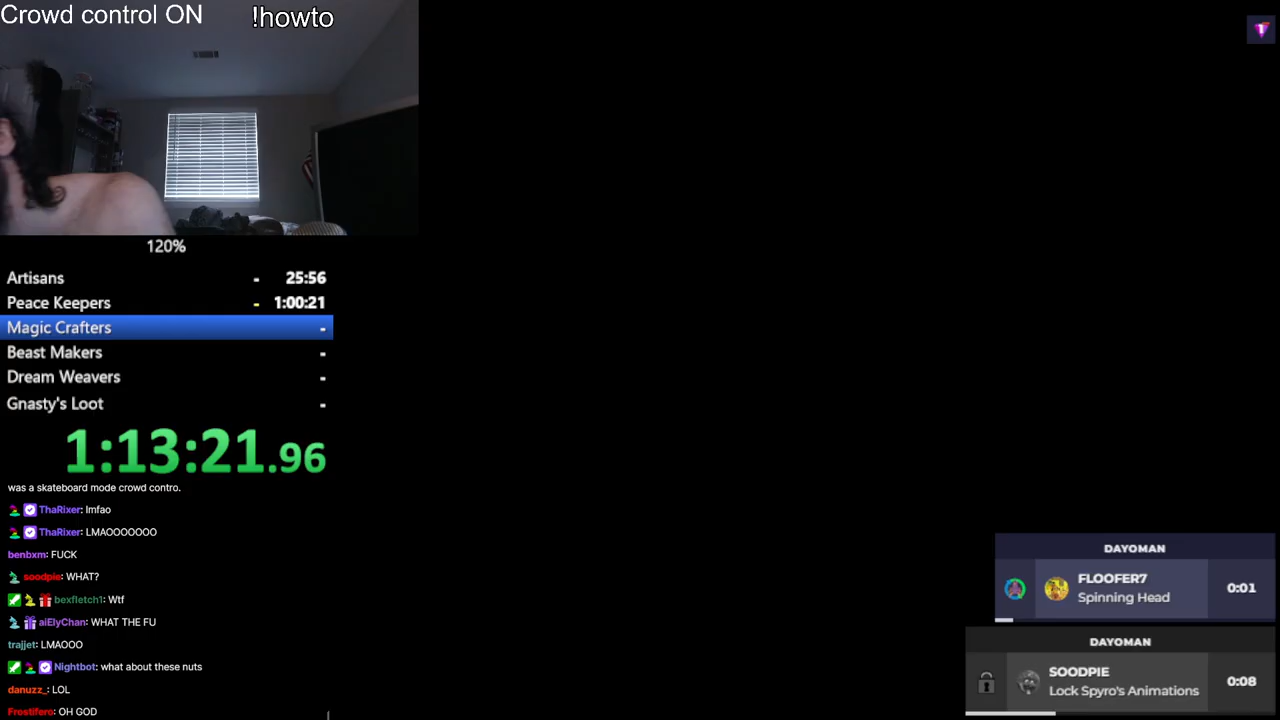 Crowd control ON
!howto
120%
Artisans - 25:56
Peace Keepers - 1:00:21
Magic Crafters -
Beast Makers -
Dream Weavers -
Gnasty's Loot -
1:13:21.96
was a skateboard mode crowd contro.
ThaRixer: lmfao
ThaRixer: LMAOOOOOOO
benbxm: FUCK
soodpie: WHAT?
bexfletch1: Wtf
aiElyChan: WHAT THE FU
trajjet: LMAOOO
Nightbot: what about these nuts
danuzz_: LOL
Frostifero: OH GOD
DAYOMAN
FLOOFER7
Spinning Head
0:01
DAYOMAN
SOODPIE
Lock Spyro's Animations
0:08